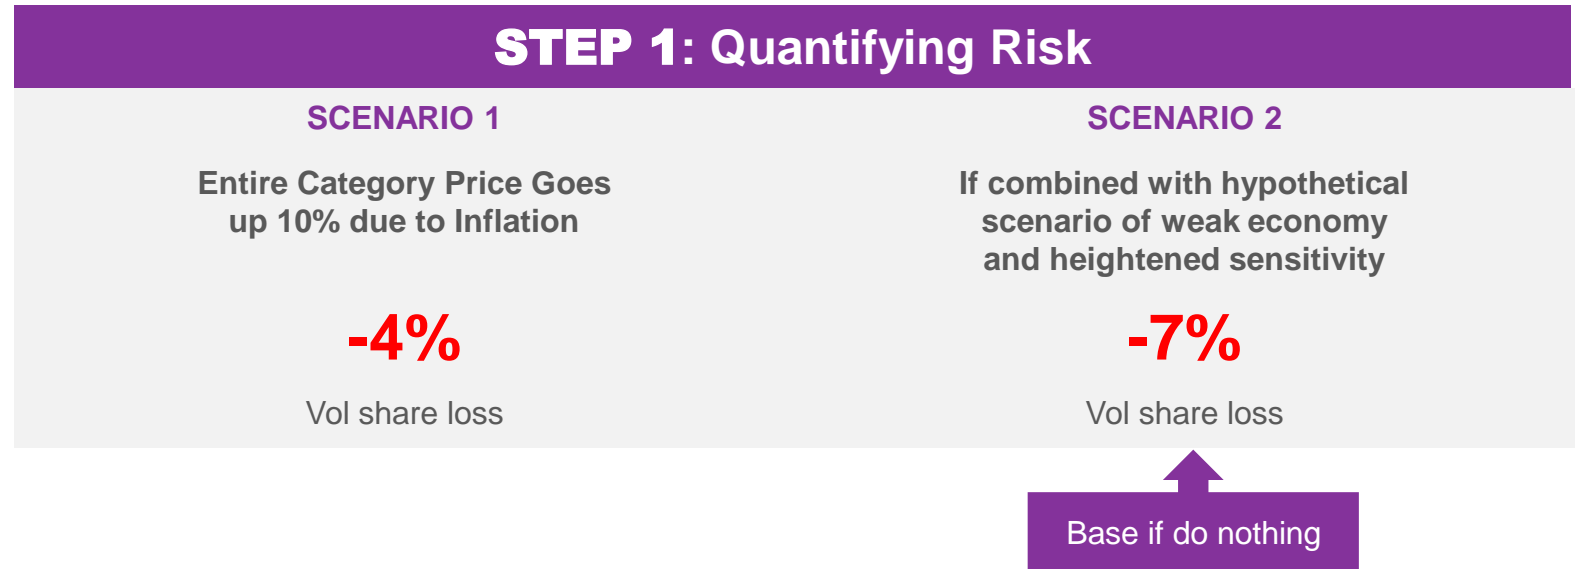 STEP 1: Quantifying Risk
SCENARIO 1
Entire Category Price Goes
up 10% due to Inflation
-4%
Vol share loss
SCENARIO 2
If combined with hypothetical
scenario of weak economy
and heightened sensitivity
-7%
Vol share loss
Base if do nothing